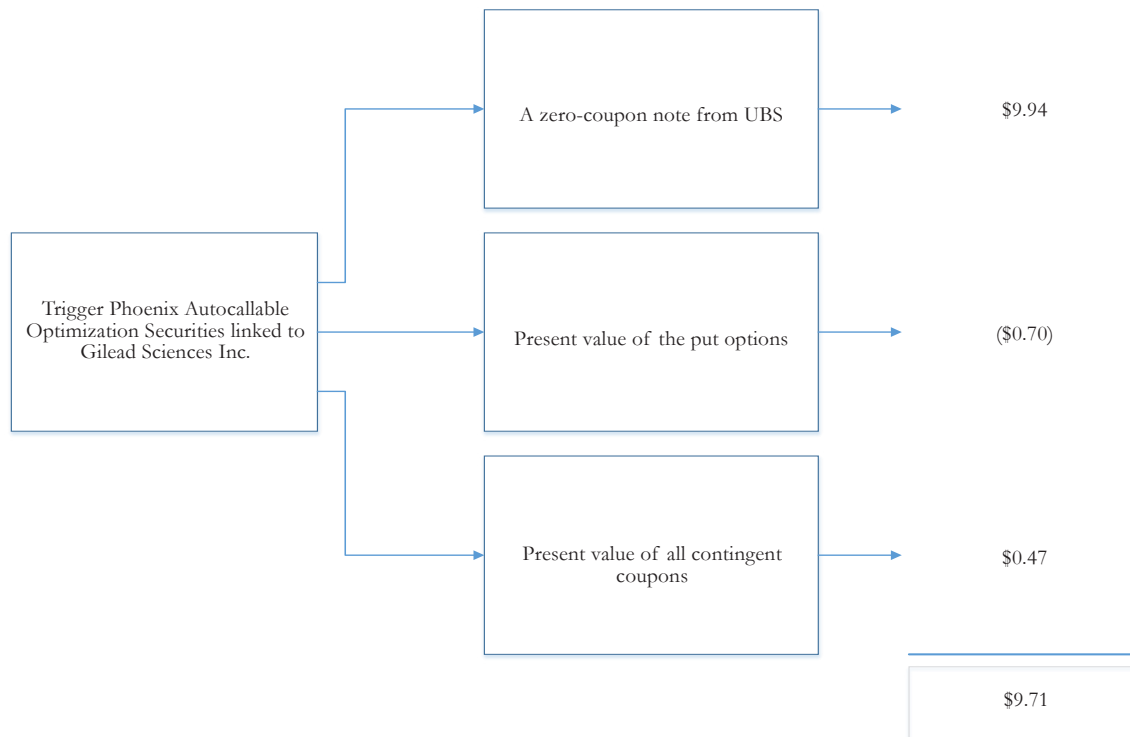 A zero-coupon note from UBS
$9.94
Trigger Phoenix Autocallable
Optimization Securities linked to
Gilead Sciences Inc.
Present value of the put options
($0.70)
Present value of all contingent
coupons
$0.47
$9.71